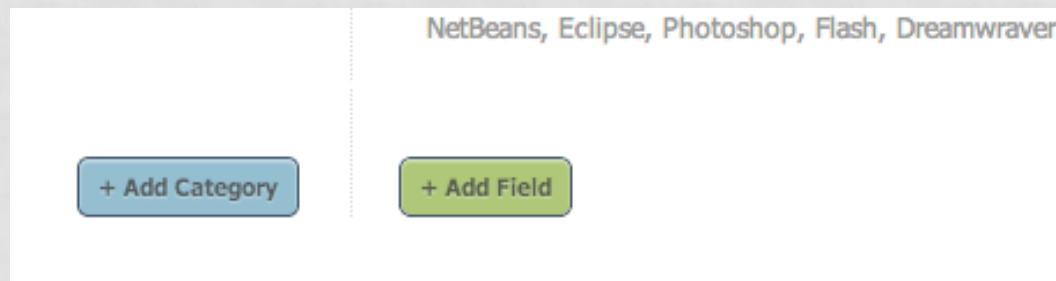 NetBeans, Eclipse, Photoshop, Flash, Dreamwraver
+ Add Category
+ Add Field